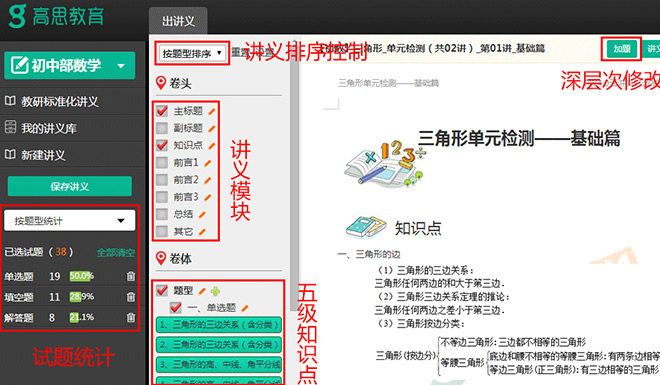 高思教育
出讲义
初中部数学
教研标准化讲义
我的讲义库
新建讲义
保存讲义
按题型统计
已选试题（38）全部清空
单选题 19 50.0%
填空题 11 28.9%
解答题 8 21.1%
试题统计
按题型排序
重置
讲义排序控制
卷头
主标题
副标题
知识点
前言1
前言2
前言3
总结
其它
讲义模块
卷体
题型
一、单选题
1、三角形的三边关系（含分类）
2、三角形的三边关系（含分类）
3、三角形的高、中线、角平分线
五级知识点
三角形_单元检测（共02讲）_第01讲_基础篇
加题
讲义
深层次修改
三角形单元检测——基础篇
三角形单元检测——基础篇
知识点
一、三角形的边
（1）三角形的三边关系：
三角形任何两边的和大于第三边．
（2）三角形三边关系定理的推论：
三角形任何两边之差小于第三边．
（3）三角形按边分类：
三角形(按边分)
不等边三角形：三边都不相等的三角形
等腰三角形
底边和腰不相等的等腰三角形：有两条边相
等边三角形(正三角形)：有三边相等的三角